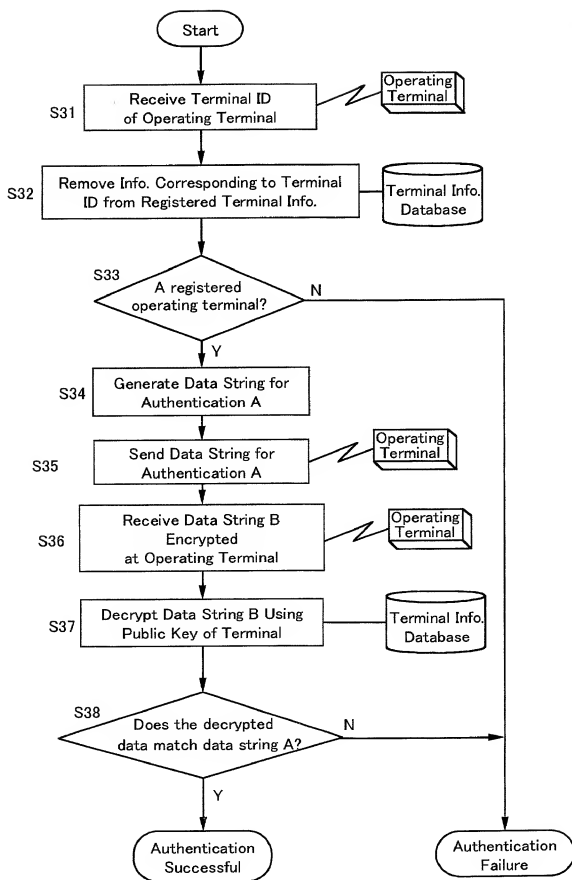 Start
S31
Receive Terminal ID
of Operating Terminal
Operating
Terminal
S32
Remove Info. Corresponding to Terminal
ID from Registered Terminal Info.
Terminal Info.
Database
S33
A registered
operating terminal?
N
Y
S34
Generate Data String for
Authentication A
S35
Send Data String for
Authentication A
Operating
Terminal
S36
Receive Data String B
Encrypted
at Operating Terminal
Operating
Terminal
S37
Decrypt Data String B Using
Public Key of Terminal
Terminal Info.
Database
S38
Does the decrypted
data match data string A?
N
Y
Authentication
Successful
Authentication
Failure